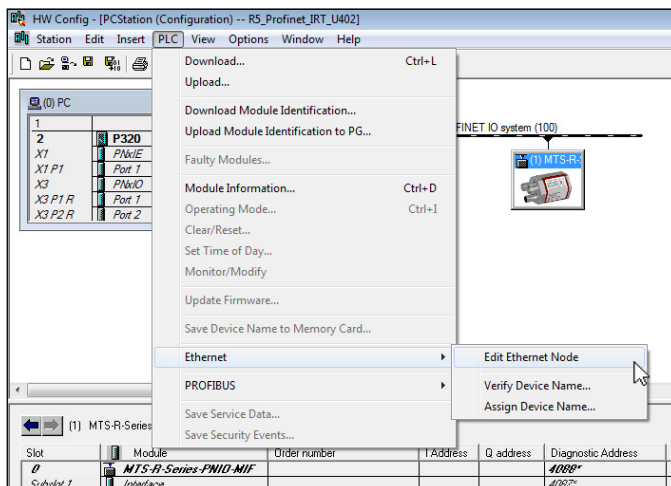 HW Config - [PCStation (Configuration) -- R5_Profinet_IRT_U402]
Station Edit Insert PLC View Options Window Help
(0) PC
1
2 P320
X1 PNxIE
X1 P1 Port 1
X3 PNxIO
X3 P1 R Port 1
X3 P2 R Port 2
Download... Ctrl+L
Upload...
Download Module Identification...
Upload Module Identification to PG...
Faulty Modules...
Module Information... Ctrl+D
Operating Mode... Ctrl+I
Clear/Reset...
Set Time of Day...
Monitor/Modify
Update Firmware...
Save Device Name to Memory Card...
Ethernet
PROFIBUS
Save Service Data...
Save Security Events...
FINET IO system (100)
(1) MTS-R-S
Edit Ethernet Node
Verify Device Name...
Assign Device Name...
(1) MTS-R-Series
Slot Module Order number I Address Q address Diagnostic Address
0 MTS-R-Series-PNIO-MIF 4088*
Subslot 1 Interface 4087*